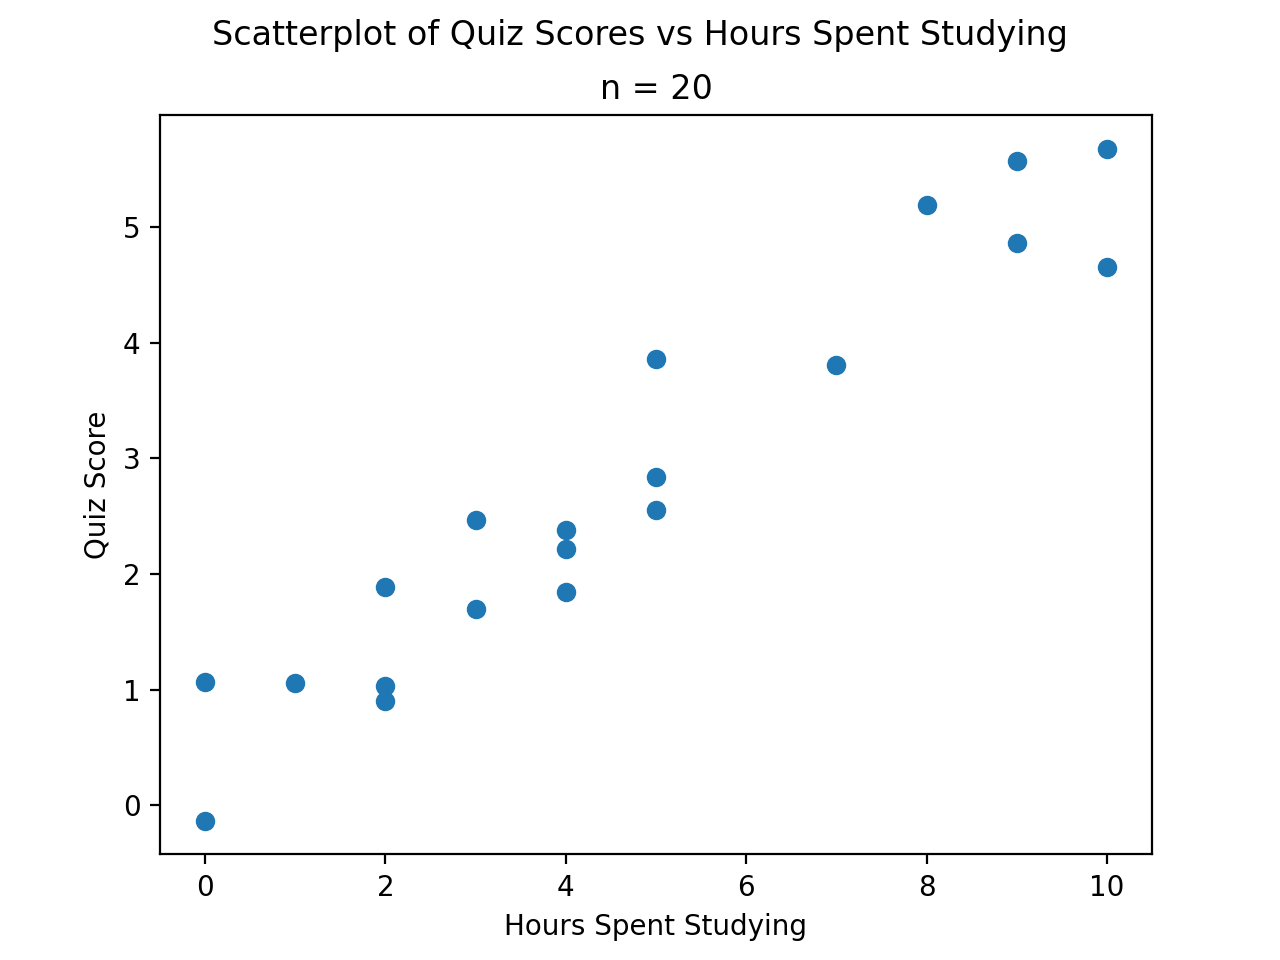 Scatterplot of Quiz Scores vs Hours Spent Studying
n = 20
Quiz Score
5
4
3
2
1
0
0 2 4 6 8 10
Hours Spent Studying